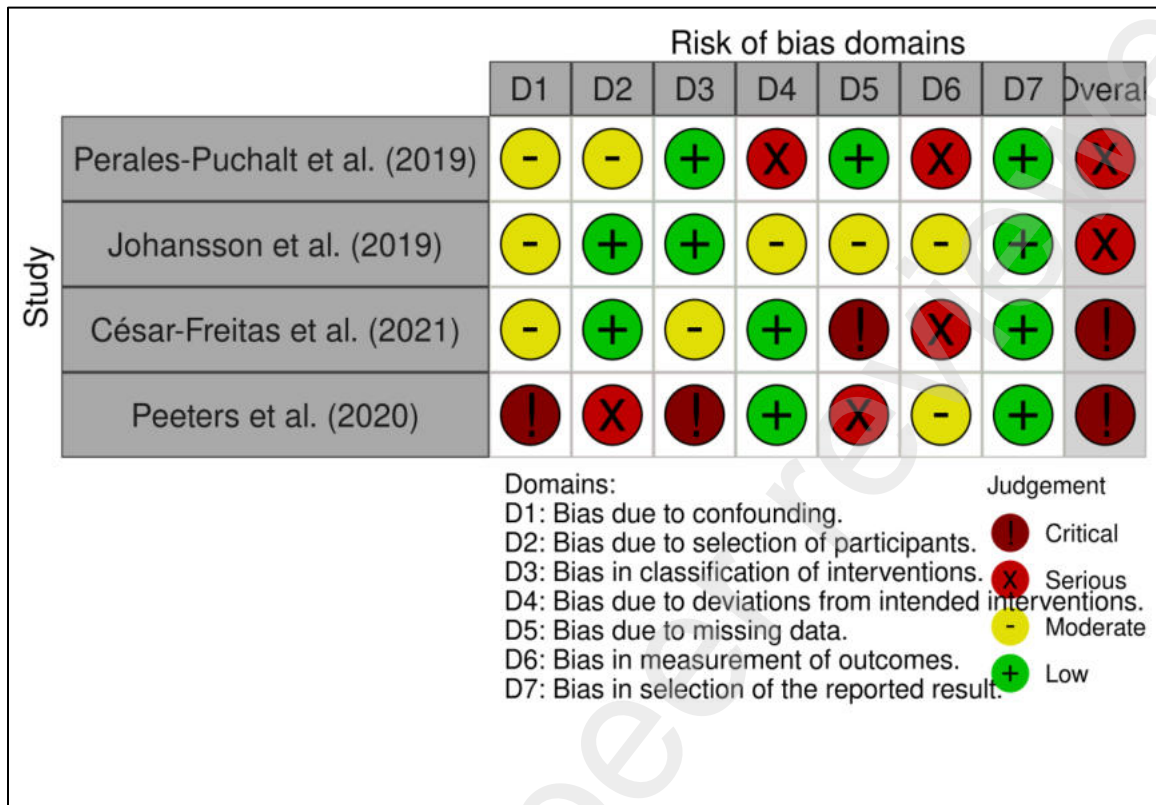 Risk of bias domains
D1 D2 D3 D4 D5 D6 D7 Overal
Study
Perales-Puchalt et al. (2019) - - + X + X + X
Johansson et al. (2019) - + + - - - + X
César-Freitas et al. (2021) - + - + ! X + !
Peeters et al. (2020) ! X ! + X - + !
Domains:
D1: Bias due to confounding.
D2: Bias due to selection of participants.
D3: Bias in classification of interventions.
D4: Bias due to deviations from intended interventions.
D5: Bias due to missing data.
D6: Bias in measurement of outcomes.
D7: Bias in selection of the reported result.
Judgement
! Critical
X Serious
- Moderate
+ Low
peer review